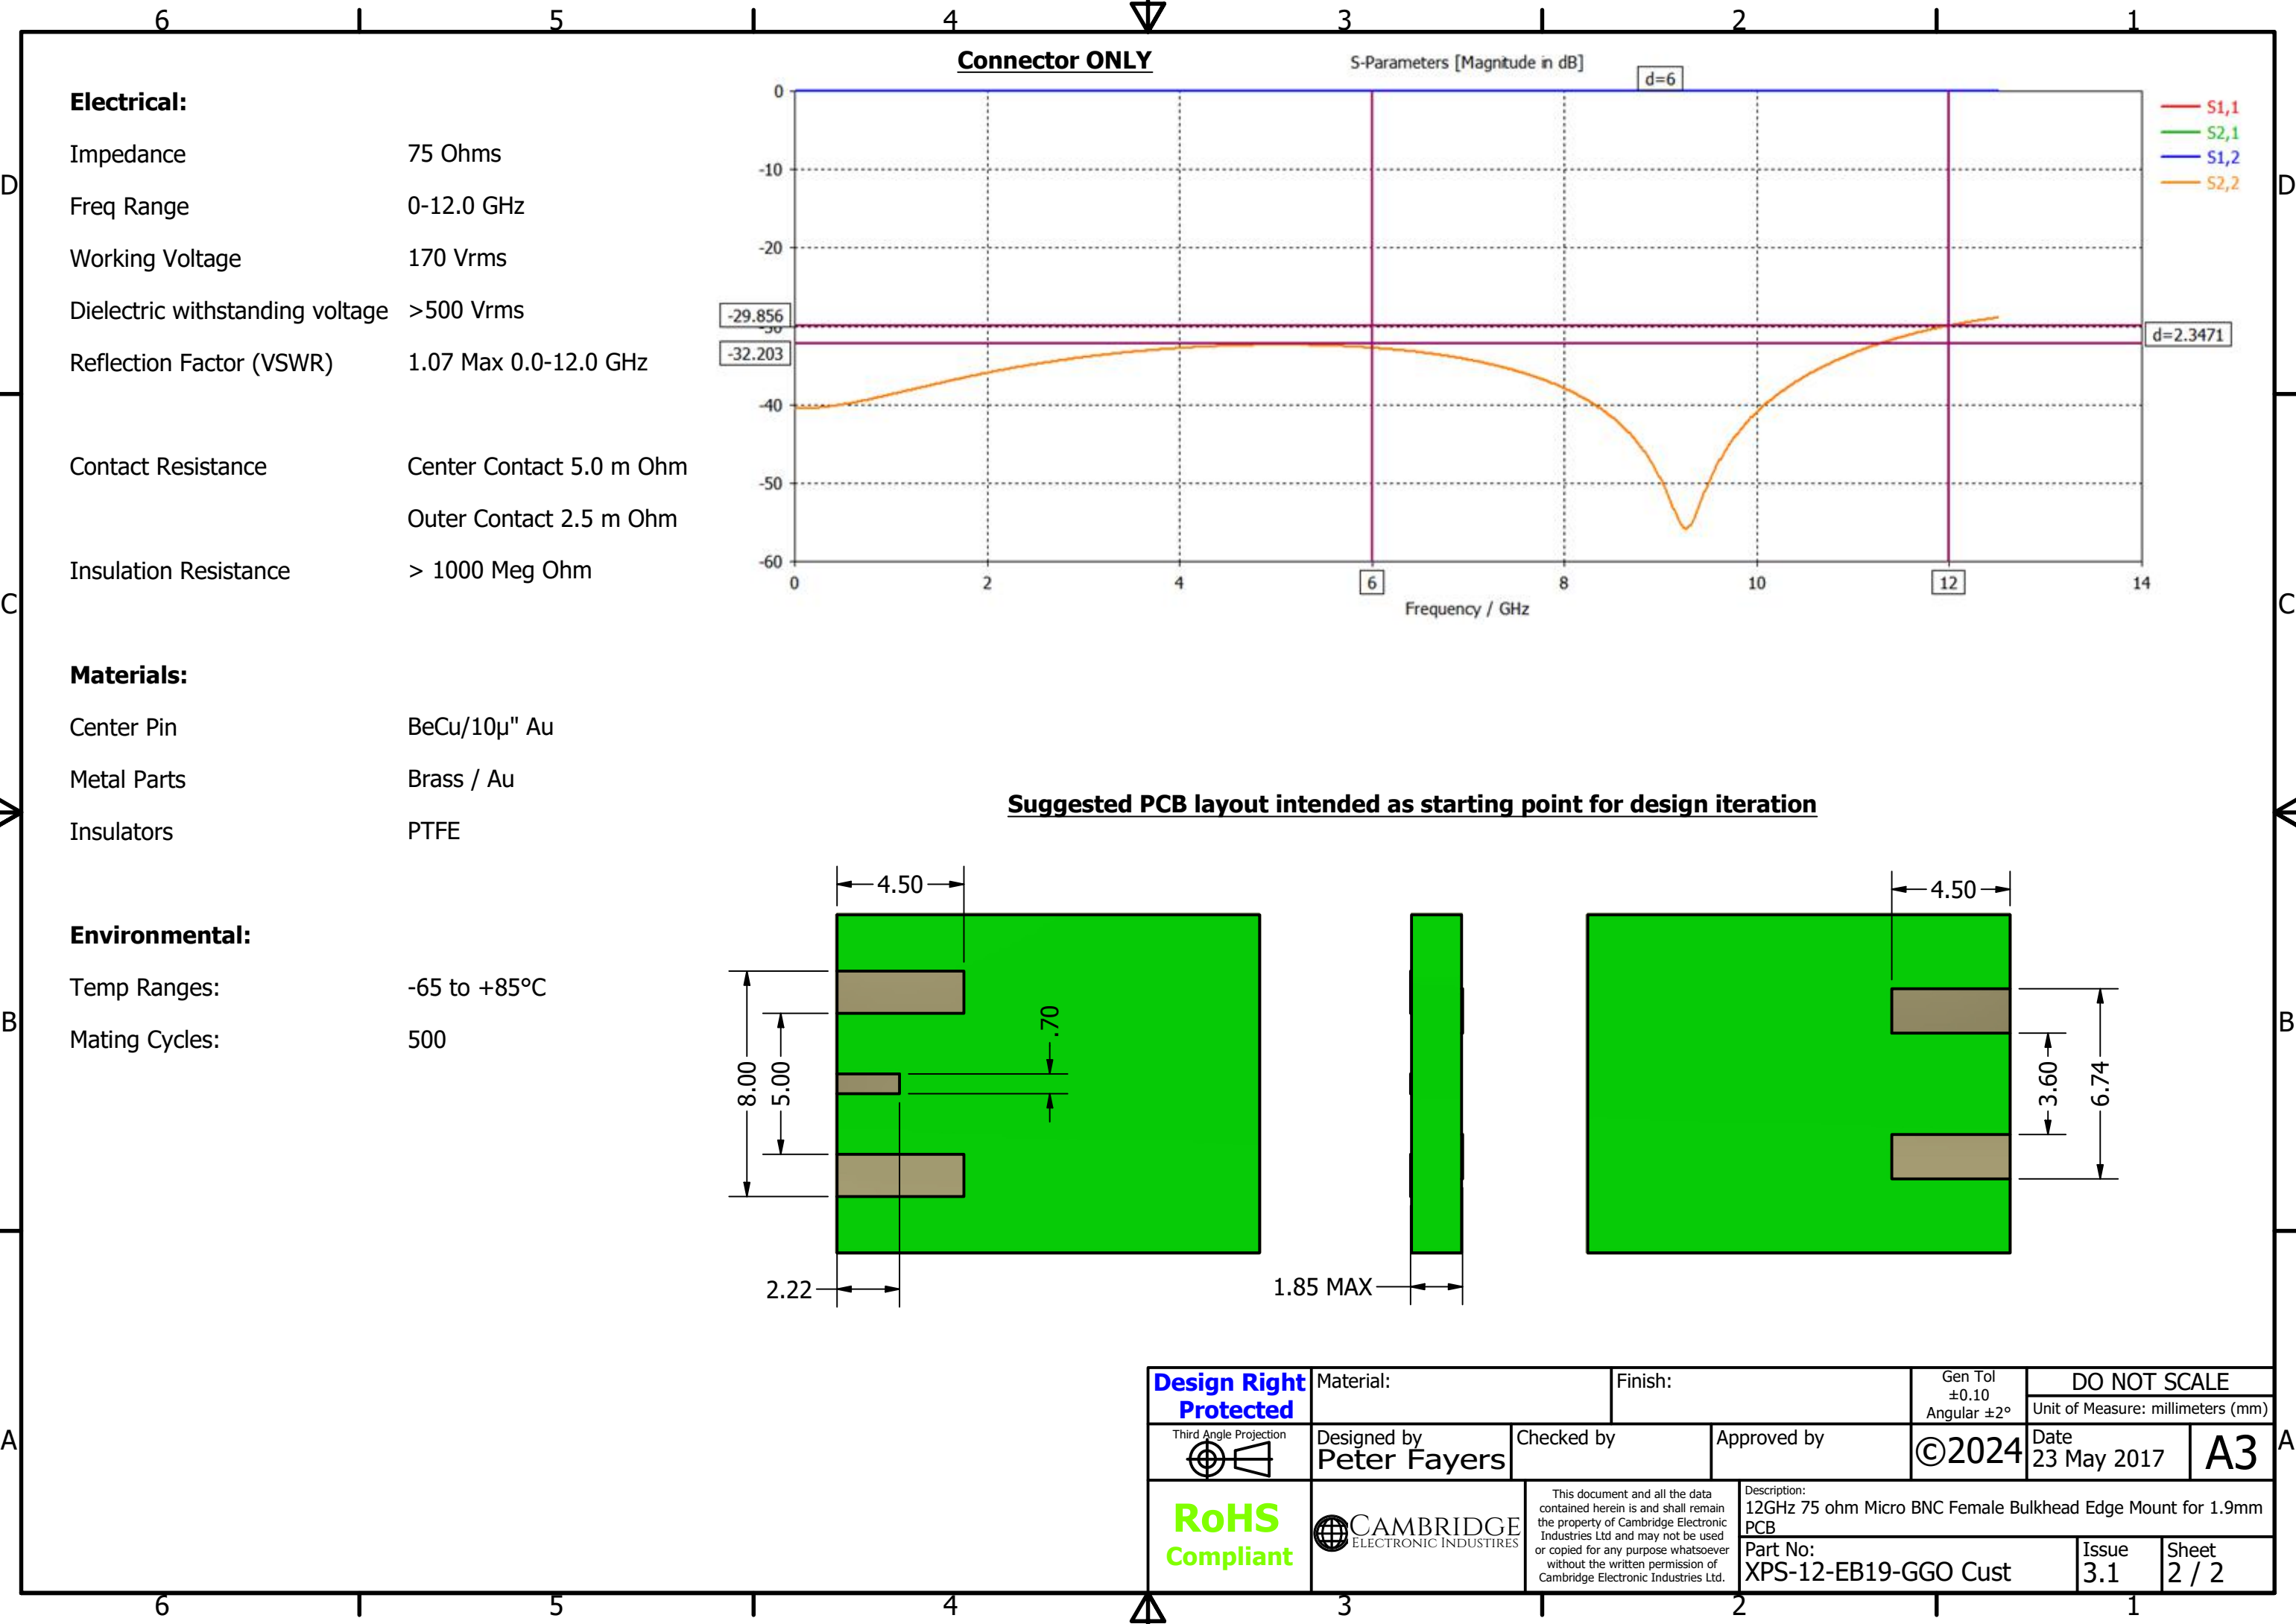 6 5 4 3 2 1
D
C
B
A
Electrical:
Impedance 75 Ohms
Freq Range 0-12.0 GHz
Working Voltage 170 Vrms
Dielectric withstanding voltage >500 Vrms
Reflection Factor (VSWR) 1.07 Max 0.0-12.0 GHz
Contact Resistance Center Contact 5.0 m Ohm
Outer Contact 2.5 m Ohm
Insulation Resistance > 1000 Meg Ohm
Materials:
Center Pin BeCu/10µ" Au
Metal Parts Brass / Au
Insulators PTFE
Environmental:
Temp Ranges: -65 to +85°C
Mating Cycles: 500
Connector ONLY
S-Parameters [Magnitude in dB]
d=6
S1,1
S2,1
S1,2
S2,2
0
-10
-20
-29.856
-30
-32.203
-40
-50
-60
d=2.3471
0 2 4 6 8 10 12 14
Frequency / GHz
Suggested PCB layout intended as starting point for design iteration
4.50
8.00
5.00
.70
2.22
1.85 MAX
4.50
3.60
6.74
D
C
B
A
Design Right
Protected
Material:
Finish:
Gen Tol
±0.10
Angular ±2°
DO NOT SCALE
Unit of Measure: millimeters (mm)
Third Angle Projection
Designed by
Peter Fayers
Checked by
Approved by
©2024
Date
23 May 2017
A3
RoHS
Compliant
CAMBRIDGE
ELECTRONIC INDUSTIRES
This document and all the data
contained herein is and shall remain
the property of Cambridge Electronic
Industries Ltd and may not be used
or copied for any purpose whatsoever
without the written permission of
Cambridge Electronic Industries Ltd.
Description:
12GHz 75 ohm Micro BNC Female Bulkhead Edge Mount for 1.9mm
PCB
Part No:
XPS-12-EB19-GGO Cust
Issue
3.1
Sheet
2 / 2
6 5 4 3 2 1